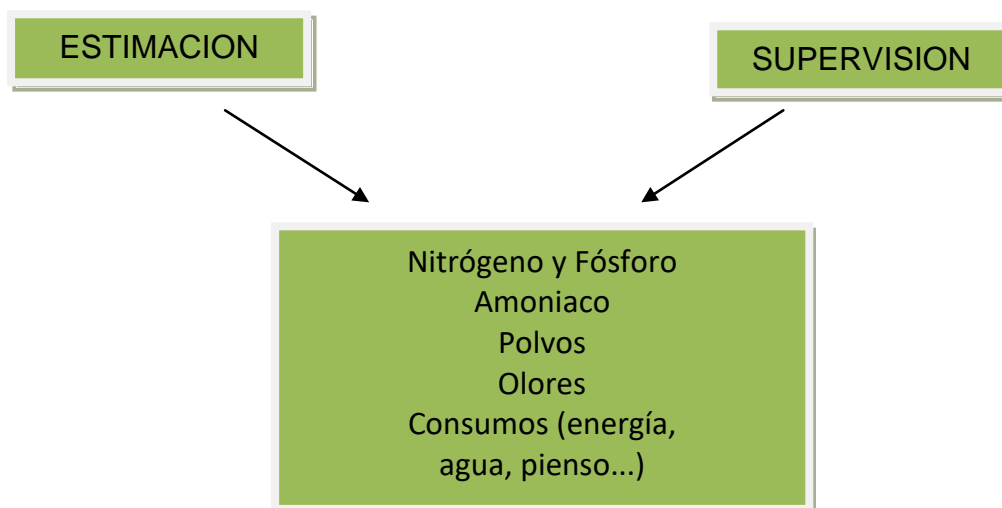 ESTIMACION
SUPERVISION
Nitrógeno y Fósforo
Amoniaco
Polvos
Olores
Consumos (energía,
agua, pienso...)